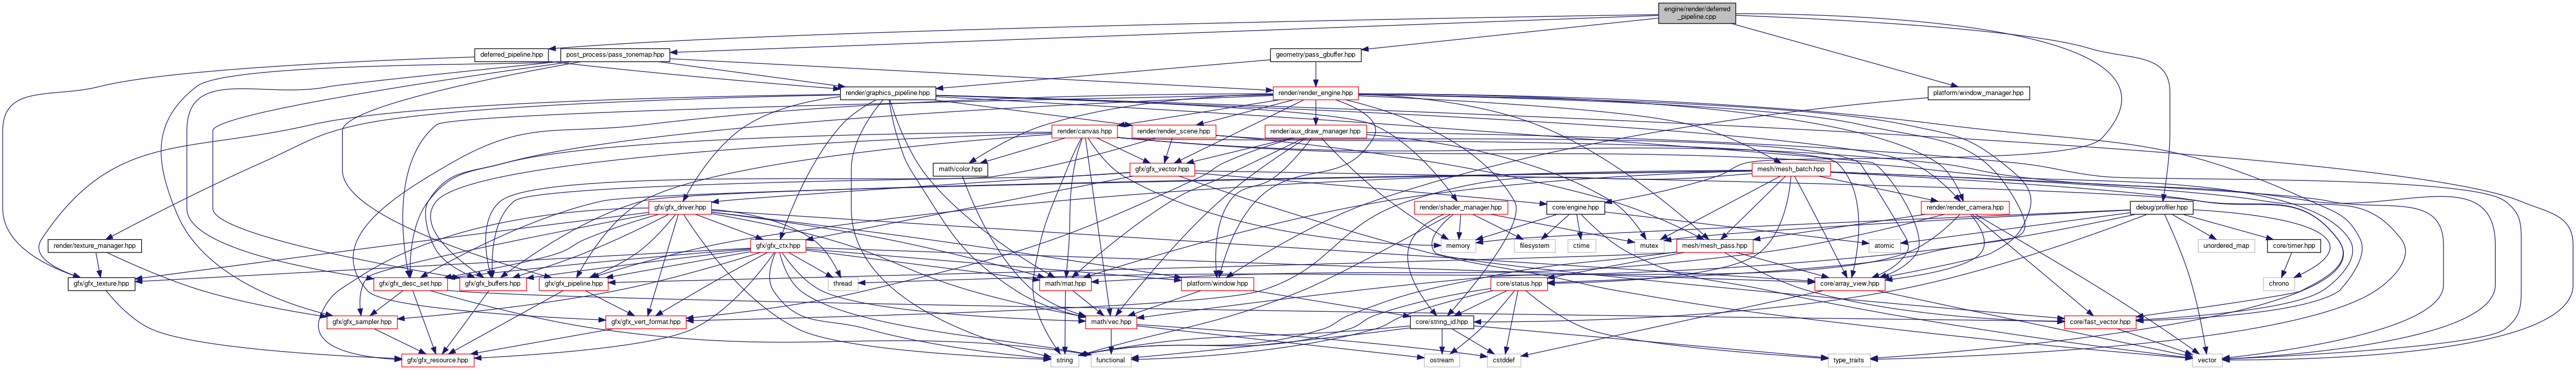 engine/render/deferred
_pipeline.cpp
deferred_pipeline.hpp
post_process/pass_tonemap.hpp
geometry/pass_gbuffer.hpp
render/graphics_pipeline.hpp
render/render_engine.hpp
platform/window_manager.hpp
render/canvas.hpp
render/render_scene.hpp
render/aux_draw_manager.hpp
math/color.hpp
gfx/gfx_vector.hpp
mesh/mesh_batch.hpp
gfx/gfx_driver.hpp
render/shader_manager.hpp
core/engine.hpp
render/render_camera.hpp
debug/profiler.hpp
render/texture_manager.hpp
gfx/gfx_ctx.hpp
memory
filesystem
ctime
mutex
mesh/mesh_pass.hpp
atomic
unordered_map
core/timer.hpp
gfx/gfx_texture.hpp
gfx/gfx_desc_set.hpp
gfx/gfx_buffers.hpp
gfx/gfx_pipeline.hpp
thread
math/mat.hpp
platform/window.hpp
core/status.hpp
core/array_view.hpp
chrono
gfx/gfx_sampler.hpp
gfx/gfx_vert_format.hpp
math/vec.hpp
core/string_id.hpp
core/fast_vector.hpp
gfx/gfx_resource.hpp
string
functional
ostream
cstddef
type_traits
vector